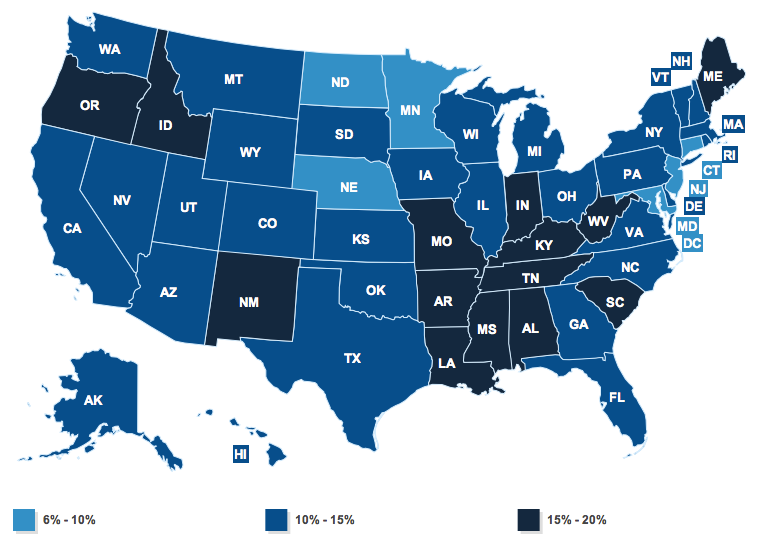 WA
MT
ND
MN
OR
ID
SD
WY
NE
WI
MI
IA
NV
UT
CO
CA
KS
IL
IN
OH
PA
NY
VT
NH
ME
MA
RI
CT
NJ
DE
MD
DC
WV
VA
KY
MO
NC
TN
AZ
NM
OK
AR
SC
MS
AL
GA
TX
LA
FL
AK
HI
6% - 10%
10% - 15%
15% - 20%